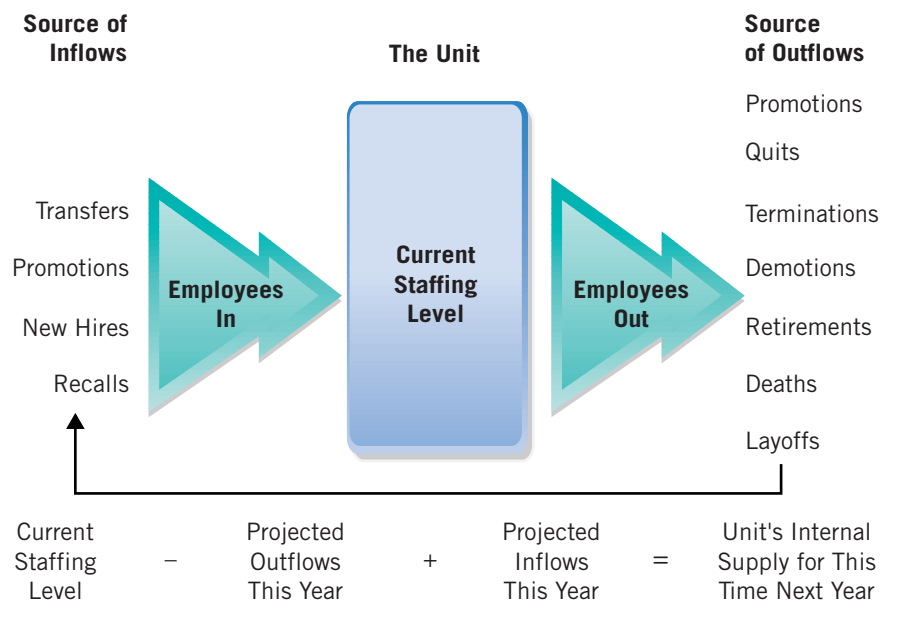 Source of
Inflows
The Unit
Source
of Outflows
Transfers
Promotions
New Hires
Recalls
Employees
In
Current
Staffing
Level
Employees
Out
Promotions
Quits
Terminations
Demotions
Retirements
Deaths
Layoffs
Current
Staffing
Level
–
Projected
Outflows
This Year
+
Projected
Inflows
This Year
=
Unit's Internal
Supply for This
Time Next Year